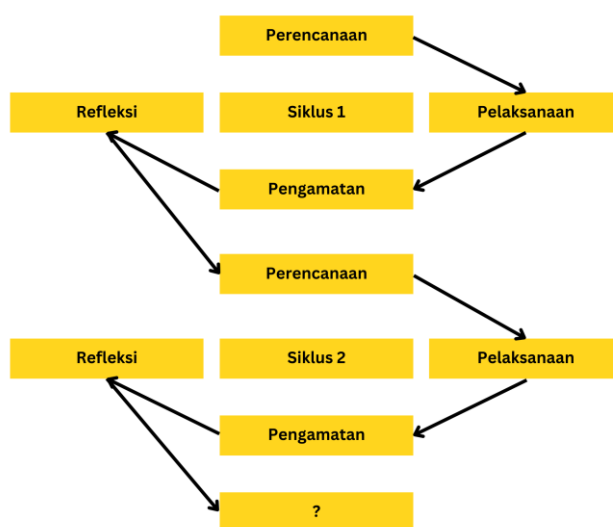 Perencanaan
Refleksi
Siklus 1
Pelaksanaan
Pengamatan
Perencanaan
Refleksi
Siklus 2
Pelaksanaan
Pengamatan
?